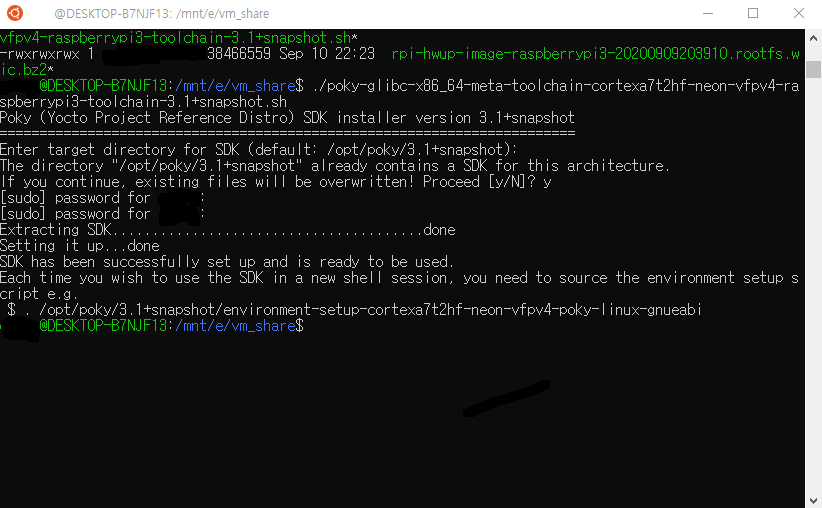 @DESKTOP-B7NJF13: /mnt/e/vm_share
vfpv4-raspberrypi3-toolchain-3.1+snapshot.sh*
-rwxrwxrwx 1 38466559 Sep 10 22:23 rpi-hwup-image-raspberrypi3-20200909203910.rootfs.w
ic.bz2*
@DESKTOP-B7NJF13:/mnt/e/vm_share$ ./poky-glibc-x86_64-meta-toolchain-cortexa7t2hf-neon-vfpv4-ra
spberrypi3-toolchain-3.1+snapshot.sh
Poky (Yocto Project Reference Distro) SDK installer version 3.1+snapshot
========================================================================
Enter target directory for SDK (default: /opt/poky/3.1+snapshot):
The directory "/opt/poky/3.1+snapshot" already contains a SDK for this architecture.
If you continue, existing files will be overwritten! Proceed [y/N]? y
[sudo] password for :
[sudo] password for :
Extracting SDK.......................................done
Setting it up...done
SDK has been successfully set up and is ready to be used.
Each time you wish to use the SDK in a new shell session, you need to source the environment setup s
cript e.g.
$ . /opt/poky/3.1+snapshot/environment-setup-cortexa7t2hf-neon-vfpv4-poky-linux-gnueabi
@DESKTOP-B7NJF13:/mnt/e/vm_share$